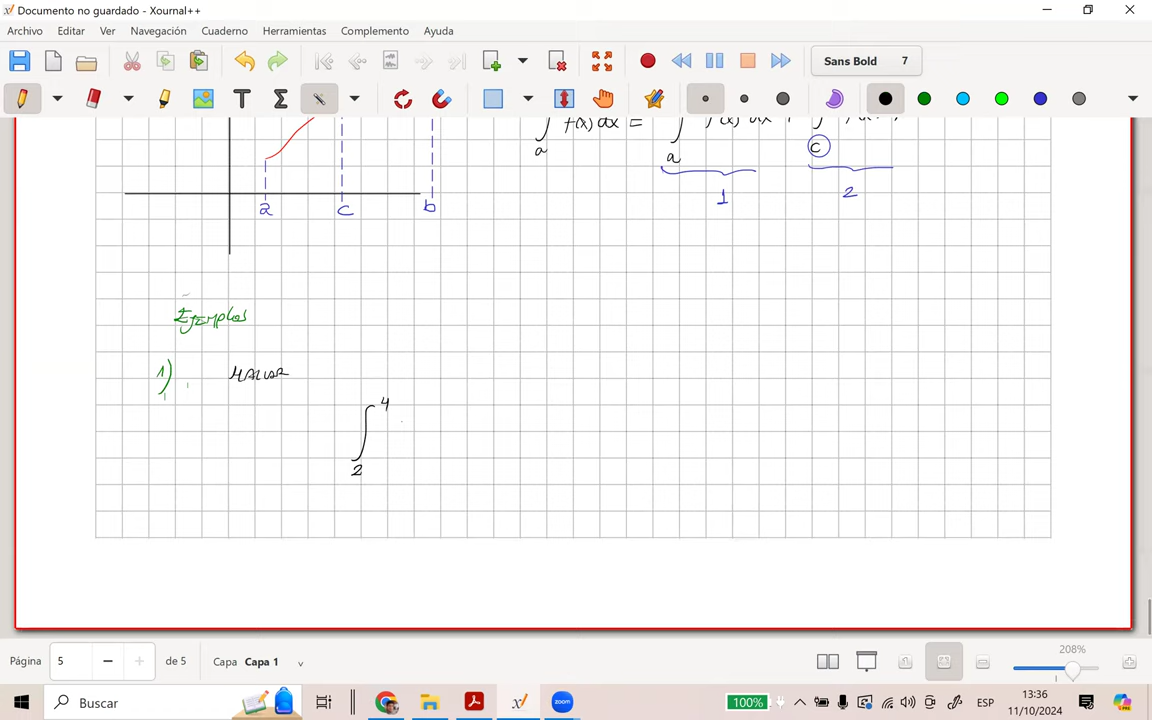 Documento no guardado - Xournal++
Archivo Editar Ver Navegación Cuaderno Herramientas Complemento Ayuda
Sans Bold 7
∫ f(x) dx = ∫
a a c
1 2
a c b
Ejemplos
1) HALLAR
∫ 4
2
Página 5 de 5 Capa Capa 1 208%
Buscar 100% ESP 13:36
11/10/2024